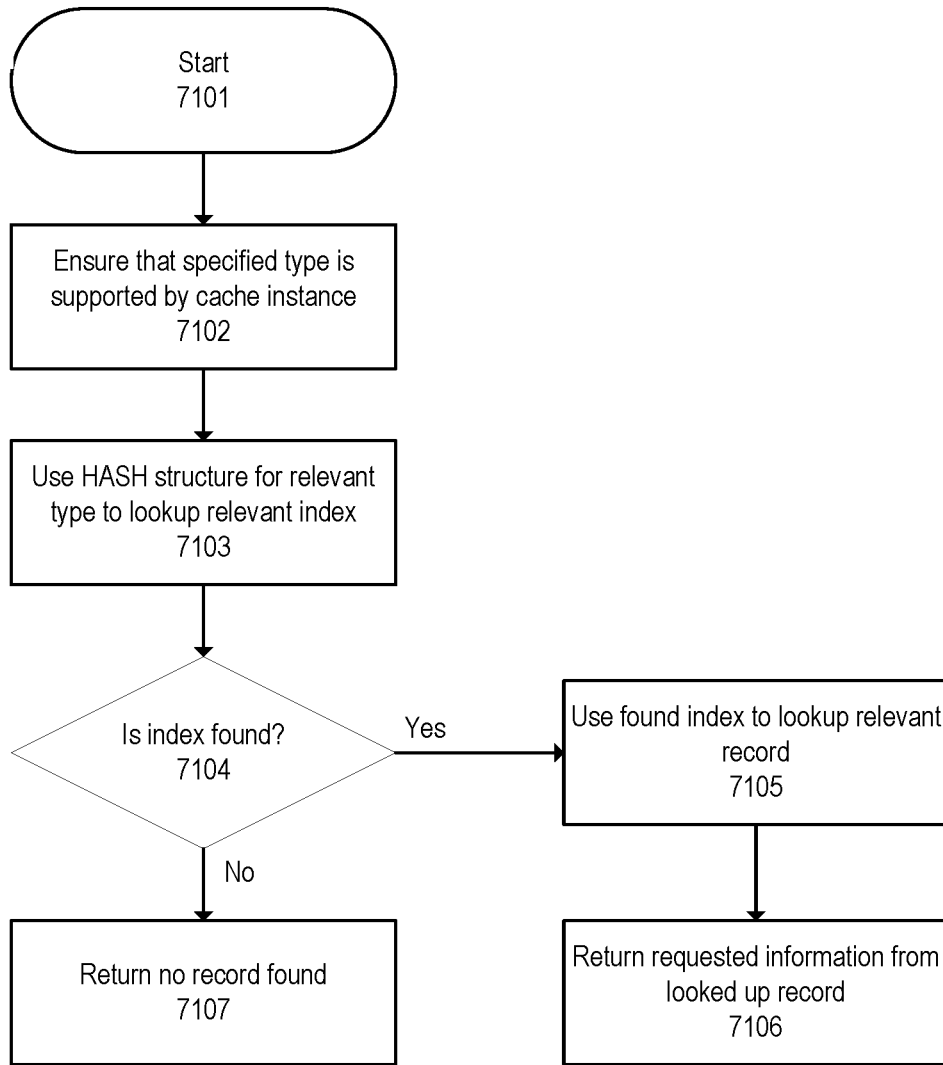 Start
7101
Ensure that specified type is
supported by cache instance
7102
Use HASH structure for relevant
type to lookup relevant index
7103
Is index found?
7104
Yes
Use found index to lookup relevant
record
7105
No
Return no record found
7107
Return requested information from
looked up record
7106